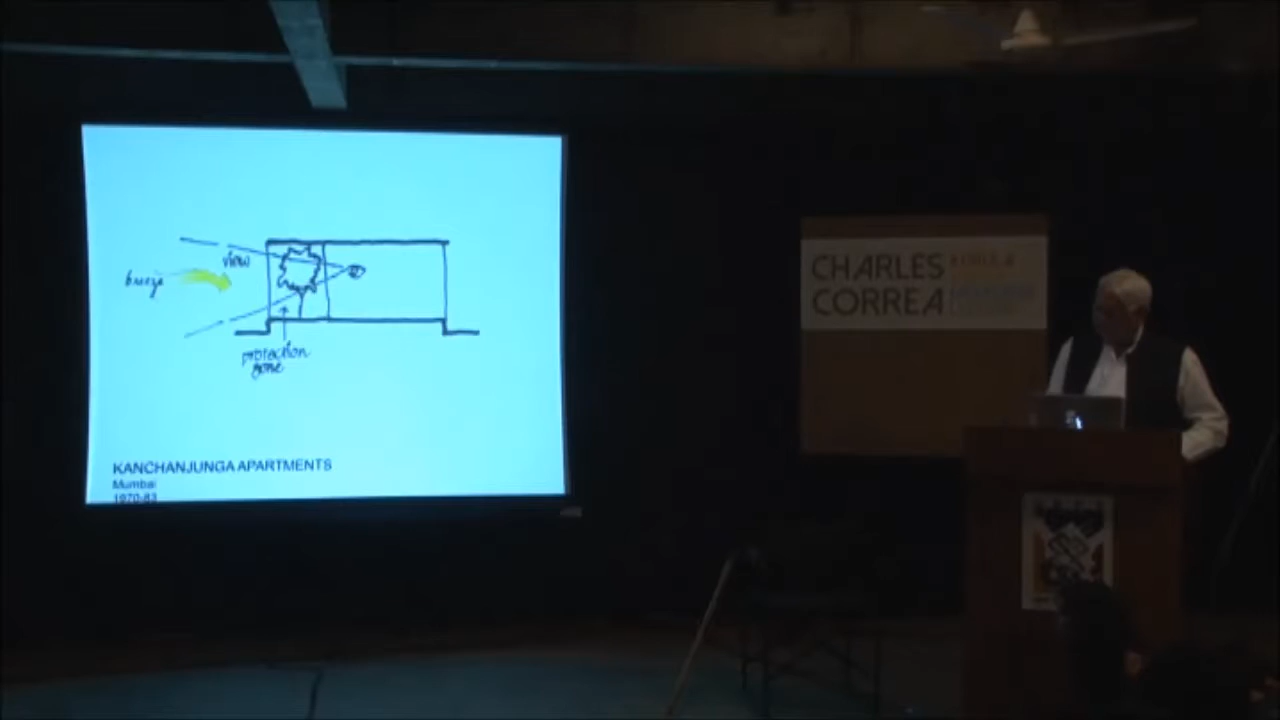 view
breeze
protection
zone
KANCHANJUNGA APARTMENTS
Mumbai
1970-83
CHARLES
CORREA